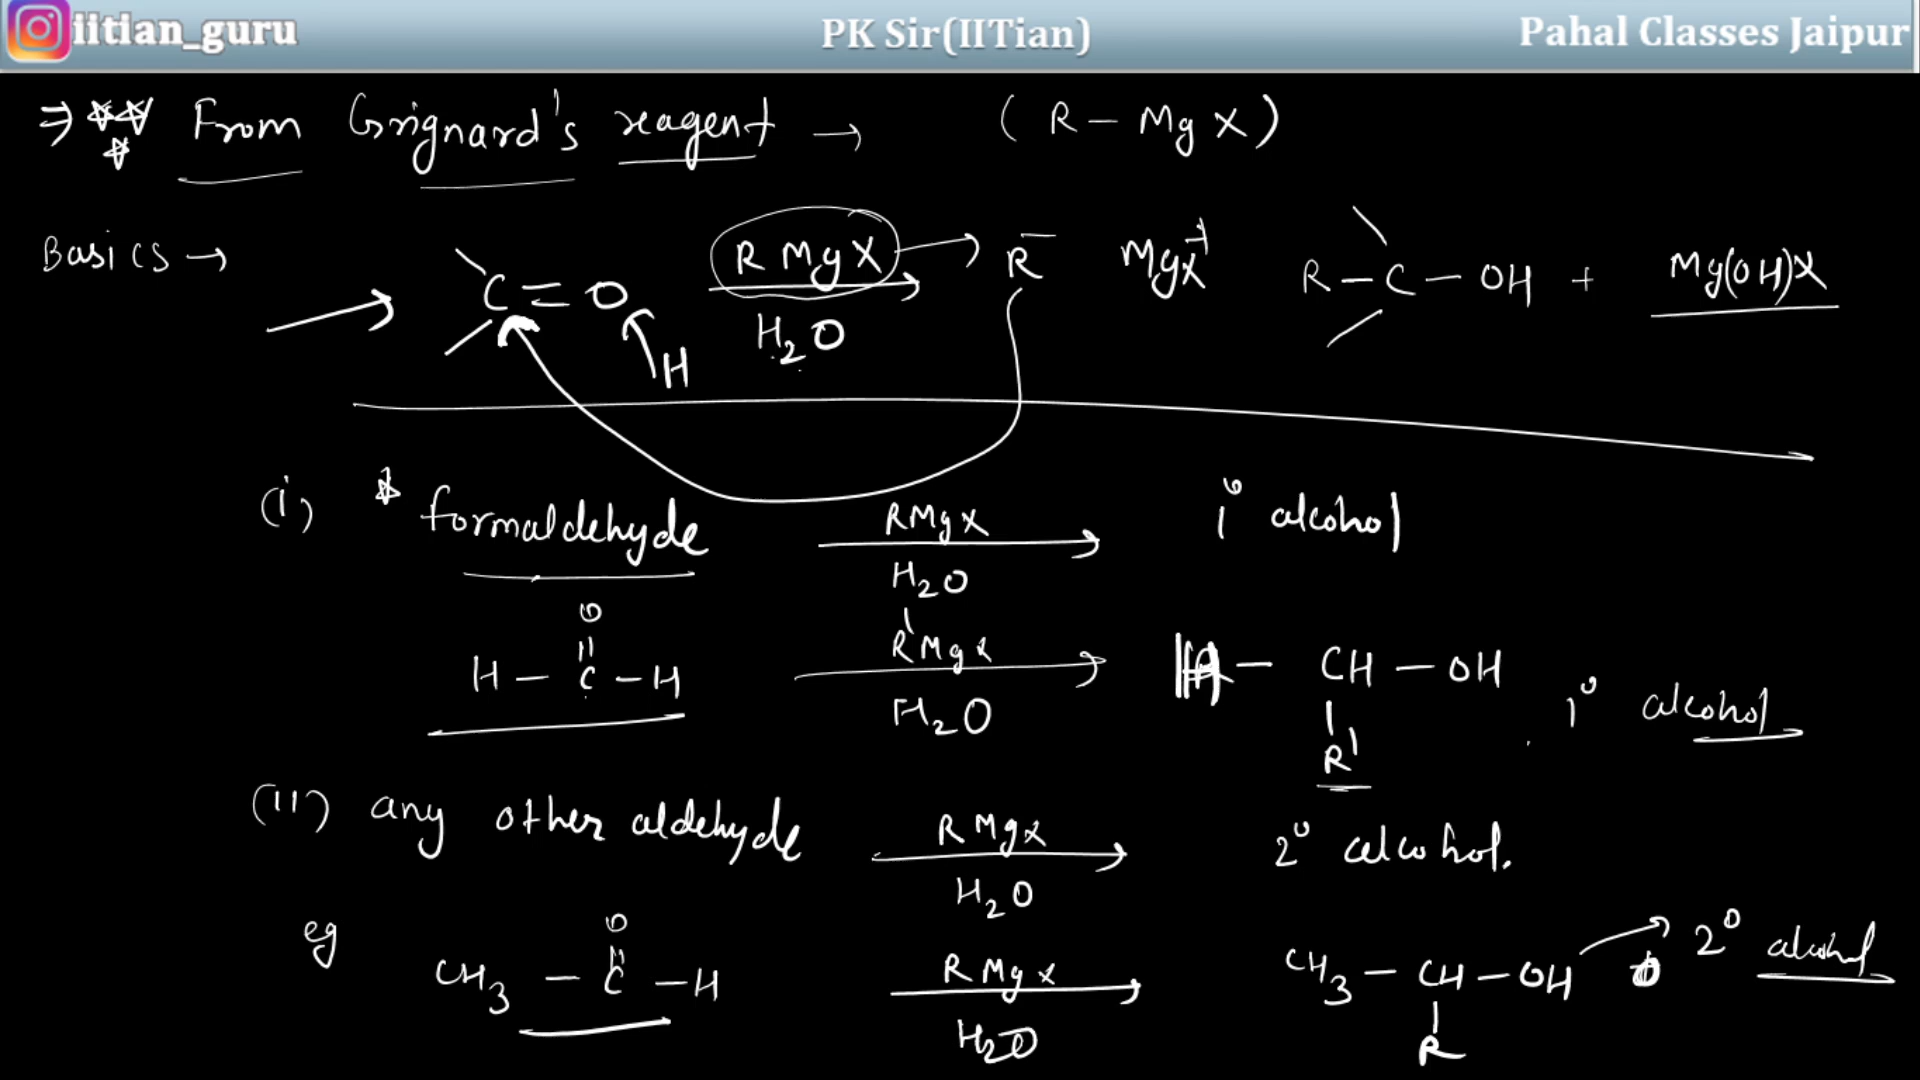 iitian_guru PK Sir(IITian) Pahal Classes Jaipur
⇒ From Grignard's reagent → (R - MgX)
Basics → C = O H RMgX H2O R⁻ MgX⁺ R - C - OH + Mg(OH)X
(i) formaldehyde RMgX H2O 1° alcohol
H - C - H O R'MgX H2O H - CH - OH R' 1° alcohol
(ii) any other aldehyde RMgX H2O 2° alcohol.
eg CH3 - C - H O RMgX H2O CH3 - CH - OH R 2° alcohol